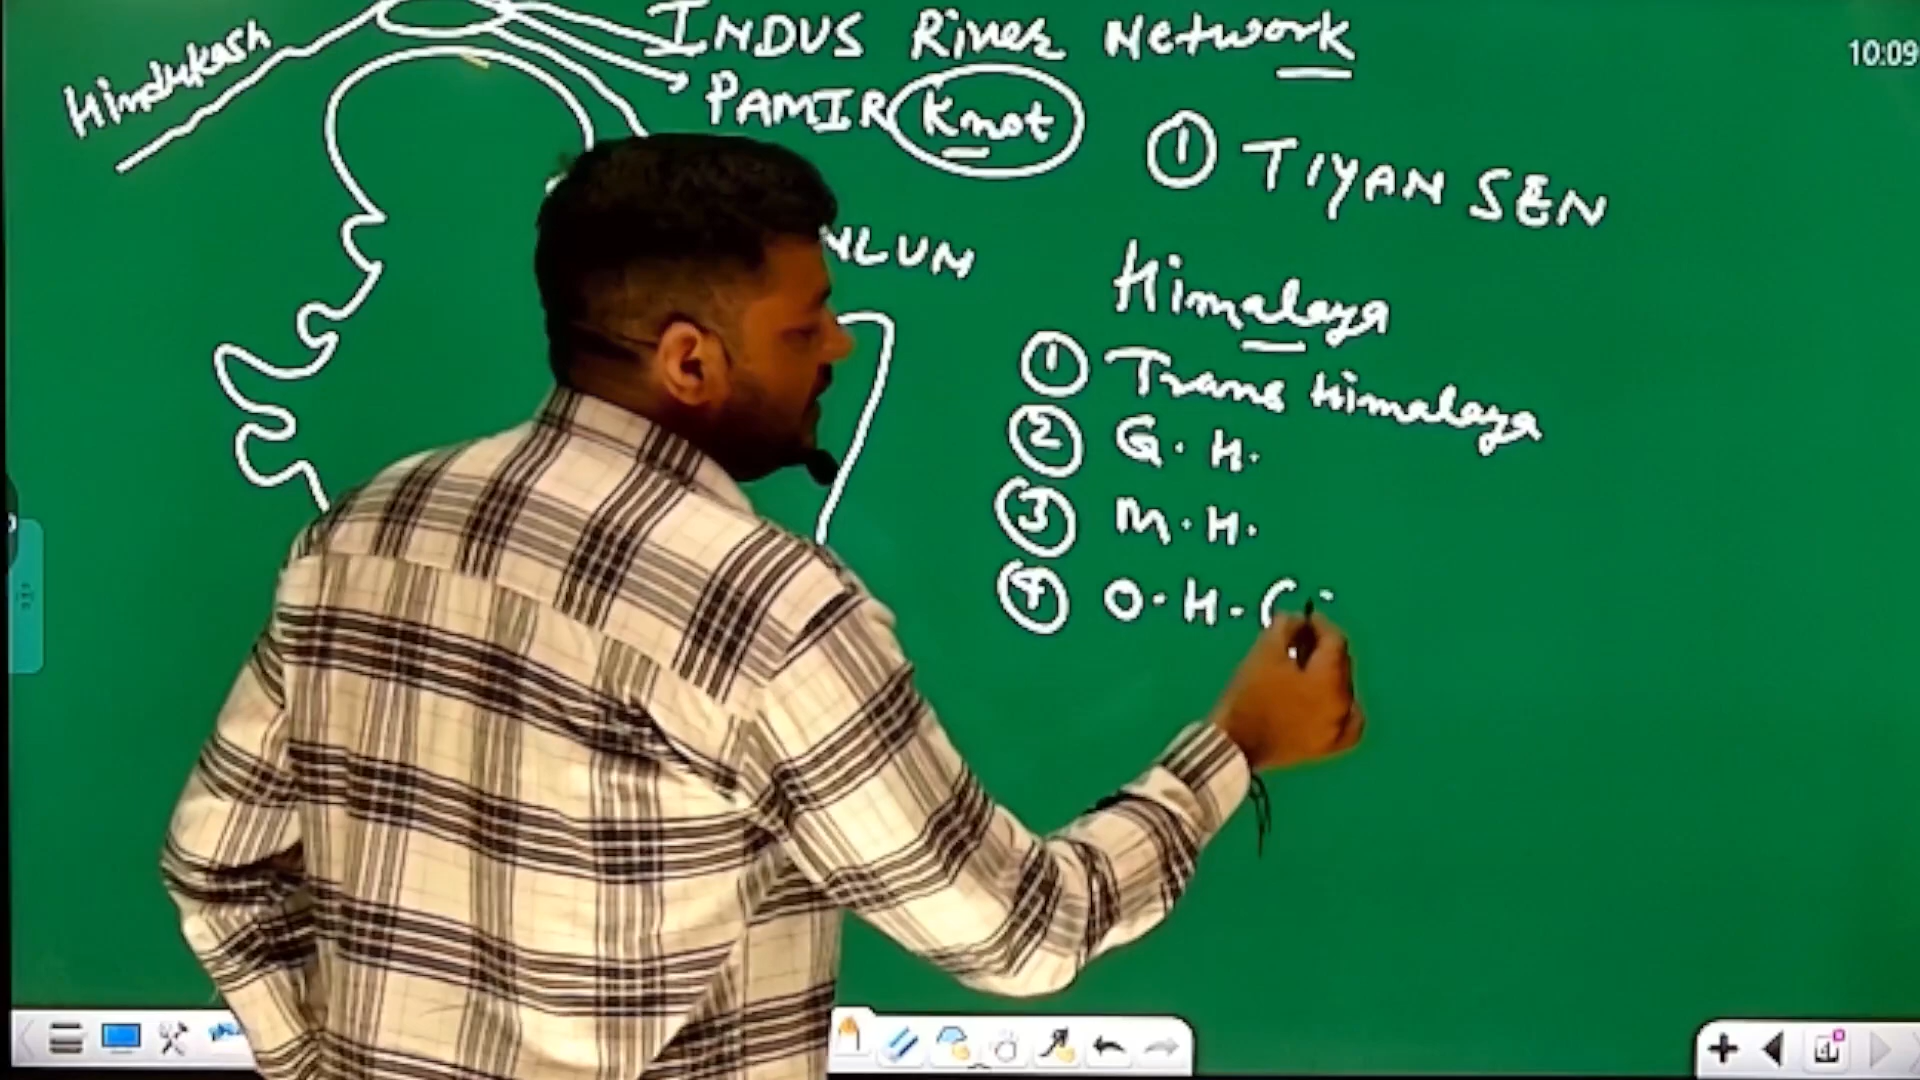 INDUS River Network
10:09
Hindukash
PAMIR Knot
① TIYAN SEN
NLUN
Himalaya
① Trans Himalaya
② G. H.
③ M. H.
④ O. H. (